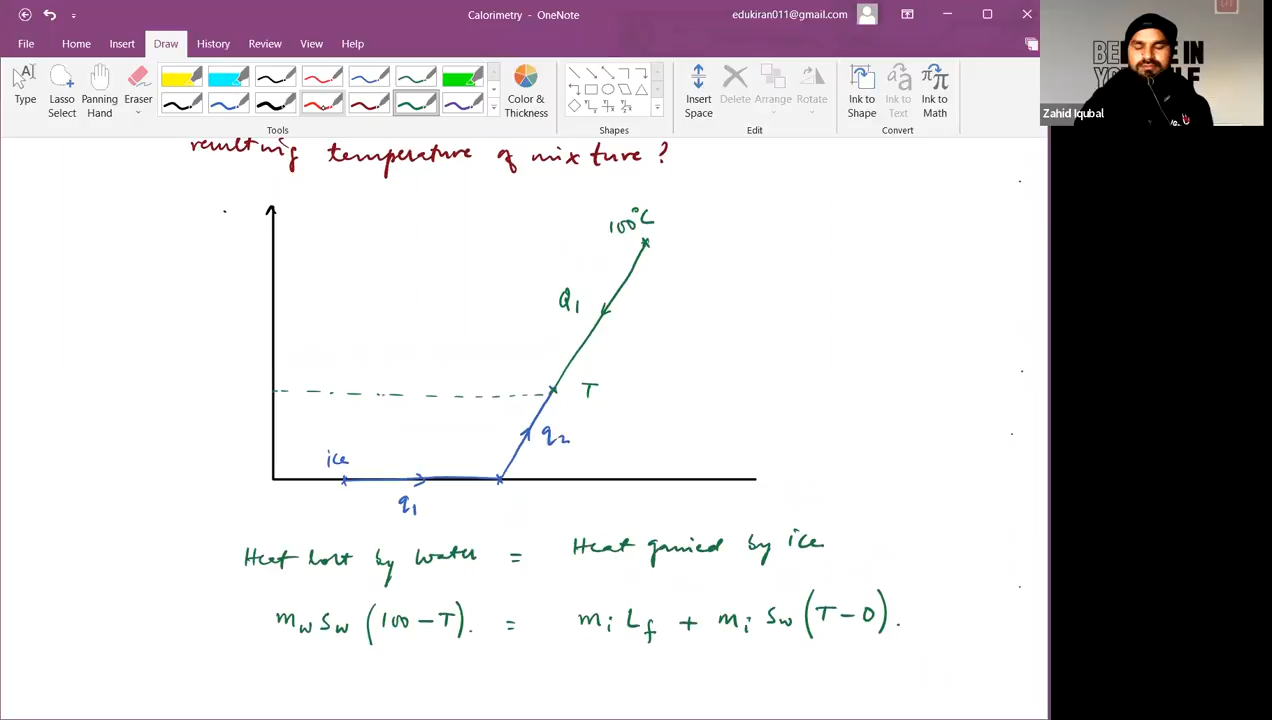 Calorimetry - OneNote
edukiran011@gmail.com
File Home Insert Draw History Review View Help
Type
Lasso Select
Panning Hand
Eraser
Color & Thickness
Insert Space
Delete
Arrange
Rotate
Ink to Shape
Ink to Text
Ink to Math
Tools
Shapes
Edit
Convert
Zahid Iqubal
resulting temperature of mixture ?
100°C
Q1
T
q2
ice
q1
Heat lost by water = Heat gained by ice
mw Sw (100 - T). = mi Lf + mi Sw (T - 0).